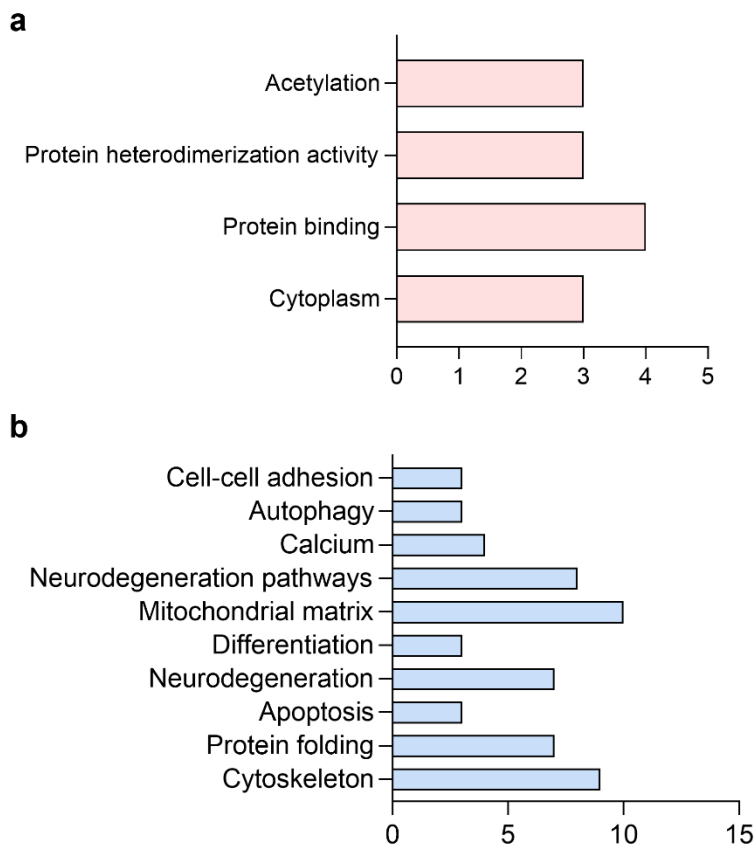 a
Acetylation
Protein heterodimerization activity
Protein binding
Cytoplasm
0 1 2 3 4 5
b
Cell-cell adhesion
Autophagy
Calcium
Neurodegeneration pathways
Mitochondrial matrix
Differentiation
Neurodegeneration
Apoptosis
Protein folding
Cytoskeleton
0 5 10 15